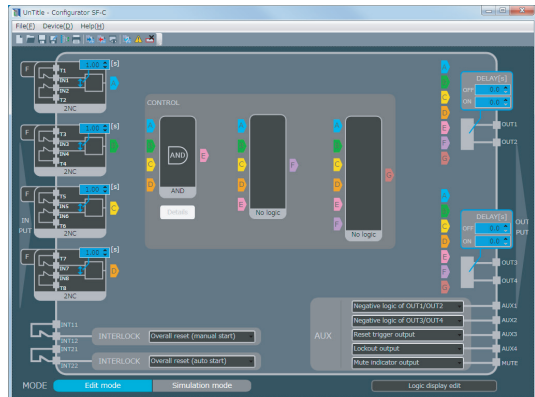 UnTitle - Configurator SF-C
File(F) Device(D) Help(H)
F T1 1.00 [s]
IN1
IN2
T2
2NC
A
F T3 1.00 [s]
IN3
IN4
T4
2NC
F T5 1.00 [s]
IN5
IN6
T6
2NC
C
F T7 1.00 [s]
IN7
IN8
T8
2NC
D
IN
PUT
CONTROL
A A A
C C C
D D D
AND
AND
E
E E
F
F
No logic
No logic
G
A
C
D
E
F
G
DELAY[s]
OFF 0.0
ON 0.0
OUT1
OUT2
A
C
D
E
F
G
DELAY[s]
OFF 0.0
ON 0.0
OUT3
OUT4
OUT
PUT
INT11
INT12
INTERLOCK Overall reset (manual start)
INT21
INT22
INTERLOCK Overall reset (auto start)
AUX
Negative logic of OUT1/OUT2 AUX1
Negative logic of OUT3/OUT4 AUX2
Reset trigger output AUX3
Lockout output AUX4
Mute indicator output MUTE
MODE Edit mode Simulation mode Logic display edit